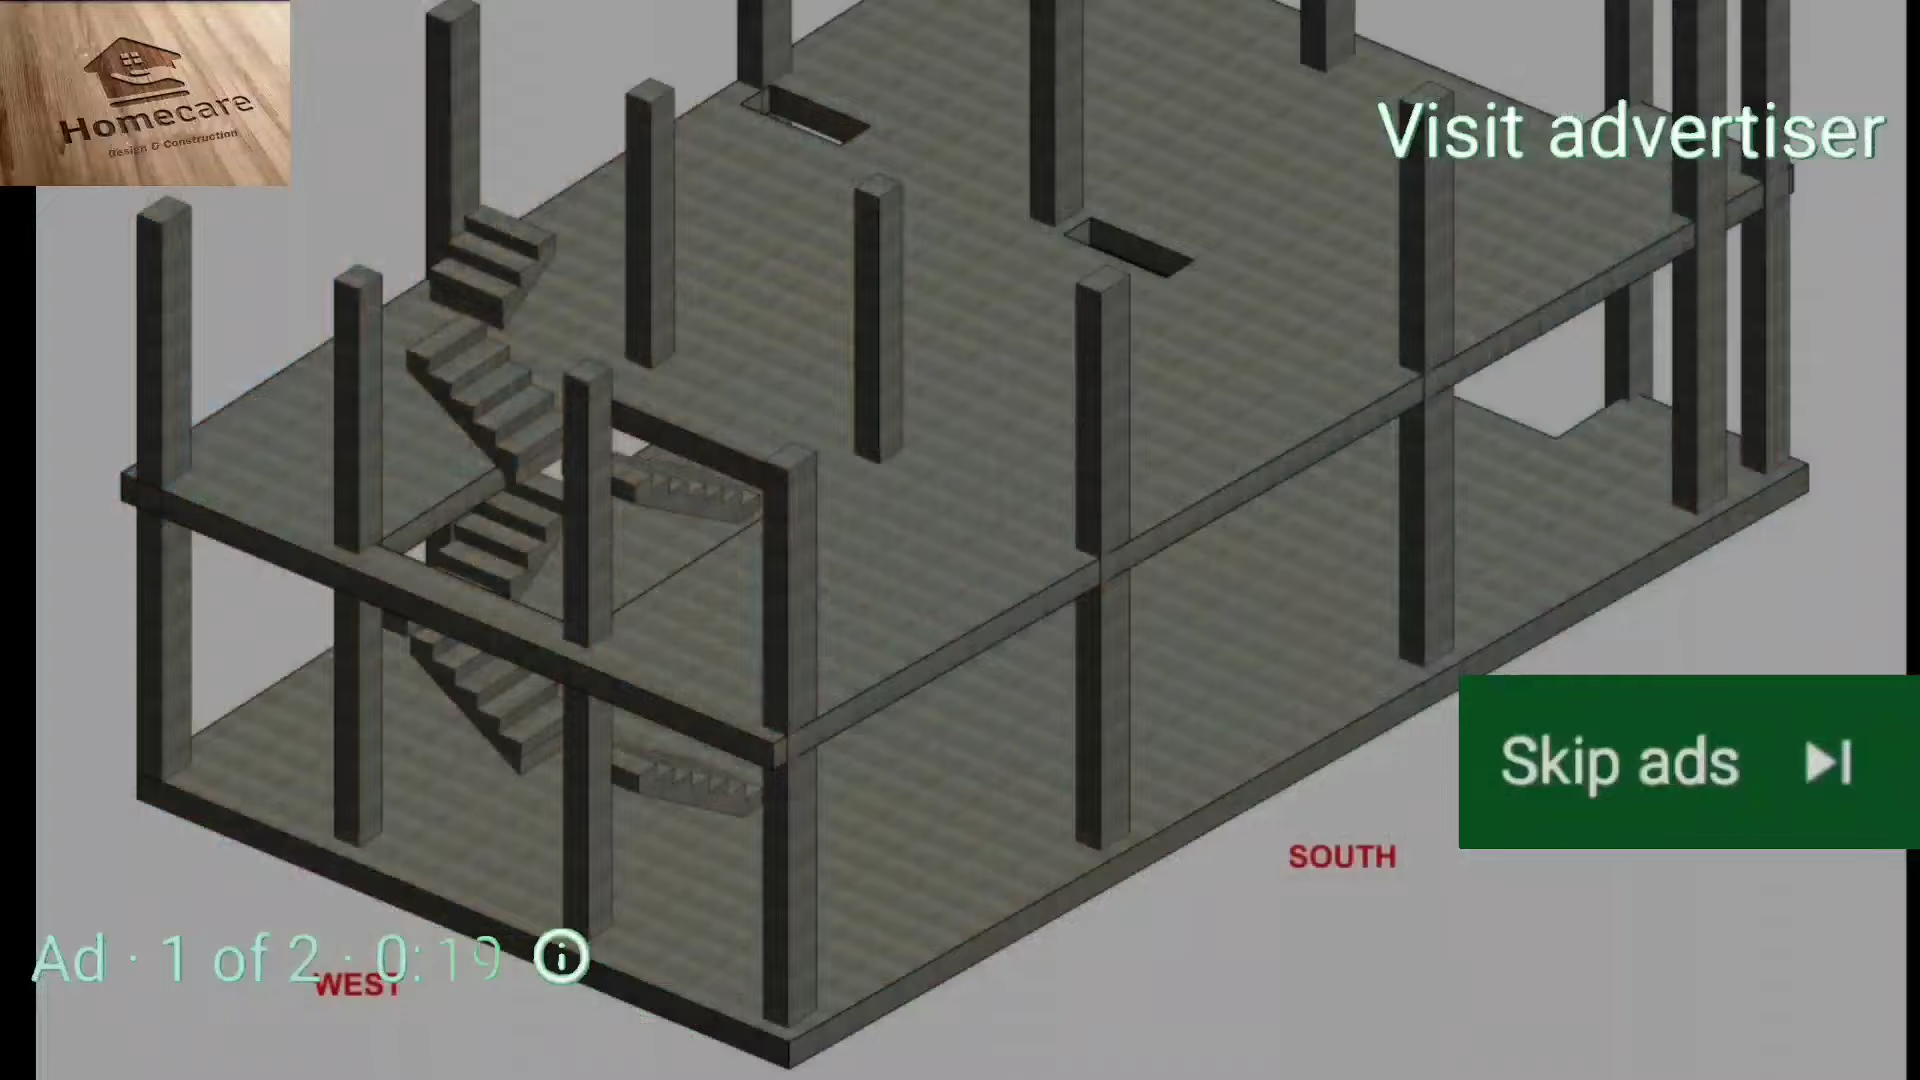 Homecare
Design & Construction
Visit advertiser
Skip ads
SOUTH
Ad · 1 of 2 · 0:19
WEST